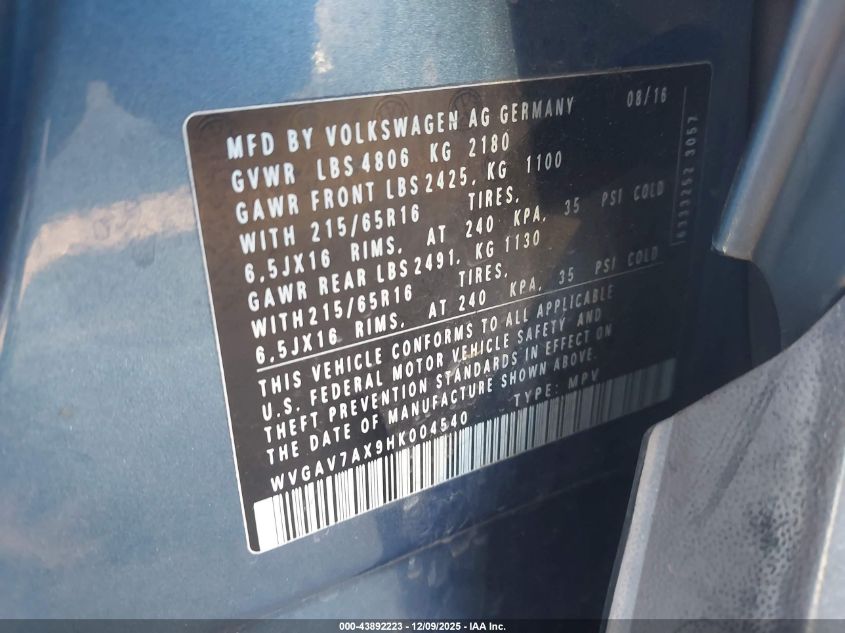 MFD BY VOLKSWAGEN AG GERMANY 08/16
GVWR LBS 4806 KG 2180
GAWR FRONT LBS 2425. KG 1100
WITH 215/65R16 TIRES.
6.5JX16 RIMS. AT 240 KPA. 35 PSI COLD
GAWR REAR LBS 2491. KG 1130
WITH 215/65R16 TIRES.
6.5JX16 RIMS. AT 240 KPA. 35 PSI COLD
THIS VEHICLE CONFORMS TO ALL APPLICABLE
U.S. FEDERAL MOTOR VEHICLE SAFETY AND
THEFT PREVENTION STANDARDS IN EFFECT ON
THE DATE OF MANUFACTURE SHOWN ABOVE.
WVGAV7AX9HK004540 TYPE: MPV
3057
000-43892223 - 12/09/2025 - IAA Inc.